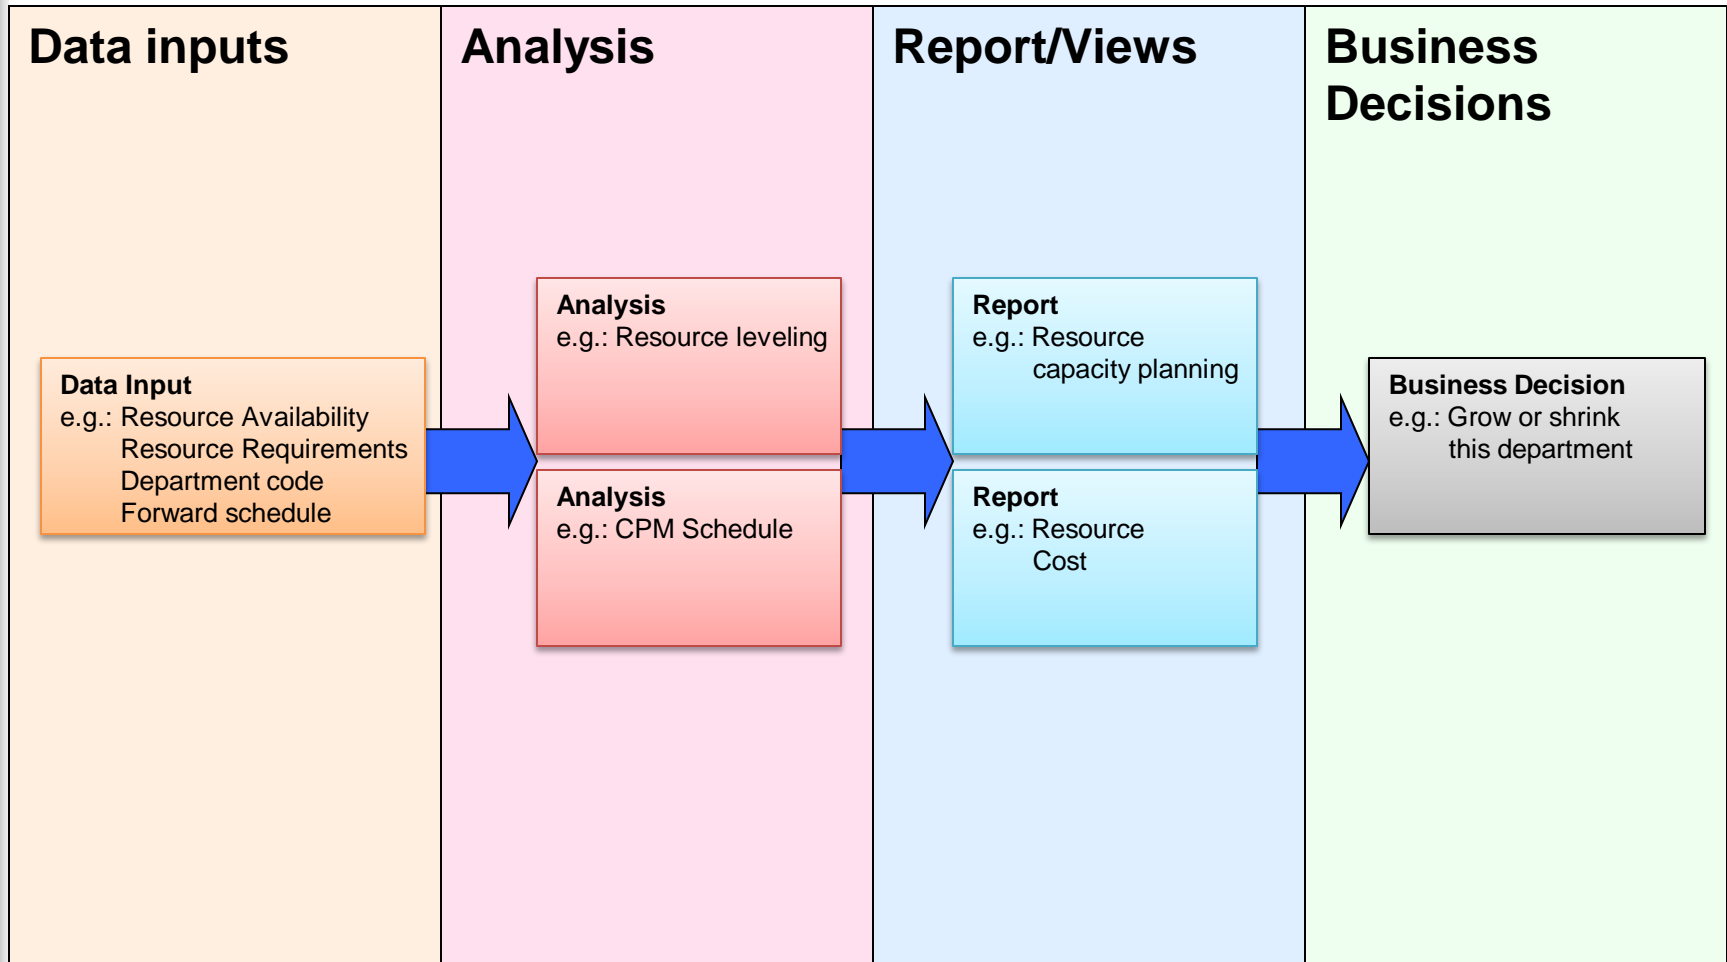 Data inputs
Analysis
Report/Views
Business
Decisions
Data Input
e.g.: Resource Availability
Resource Requirements
Department code
Forward schedule
Analysis
e.g.: Resource leveling
Analysis
e.g.: CPM Schedule
Report
e.g.: Resource
capacity planning
Report
e.g.: Resource
Cost
Business Decision
e.g.: Grow or shrink
this department